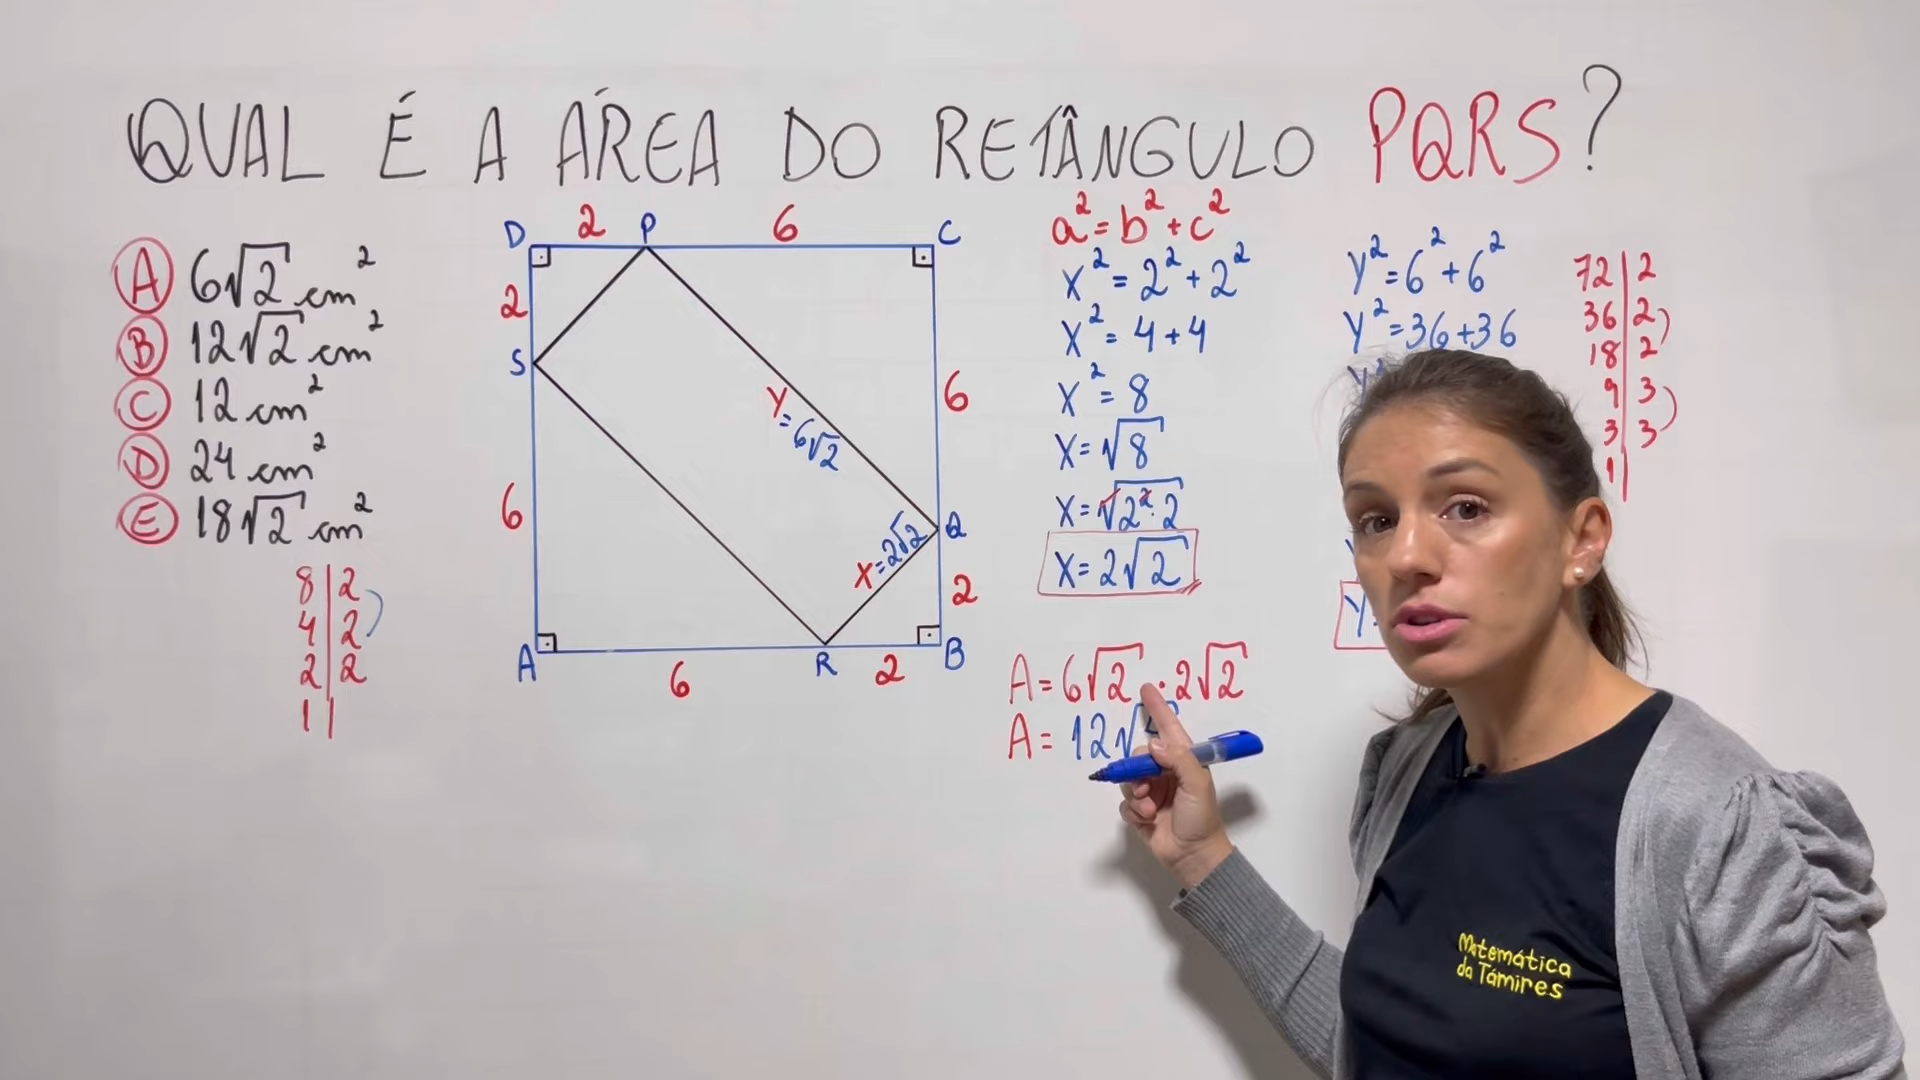 QUAL É A ÁREA DO RETÂNGULO PQRS?
A 6√2 cm²
B 12√2 cm²
C 12 cm²
D 24 cm²
E 18√2 cm²
8 | 2
4 | 2
2 | 2
1 |
D 2 P 6 C
2
S
6
Y = 6√2
6
X = 2√2
Q
2
A 6 R 2 B
a² = b² + c²
X² = 2² + 2²
X² = 4 + 4
X² = 8
X = √8
X = √2².2
X = 2√2
A = 6√2 . 2√2
A = 12√
Y² = 6² + 6²
Y² = 36 + 36
72 | 2
36 | 2
18 | 2
9 | 3
3 | 3
1 |
Matemática
da Támires